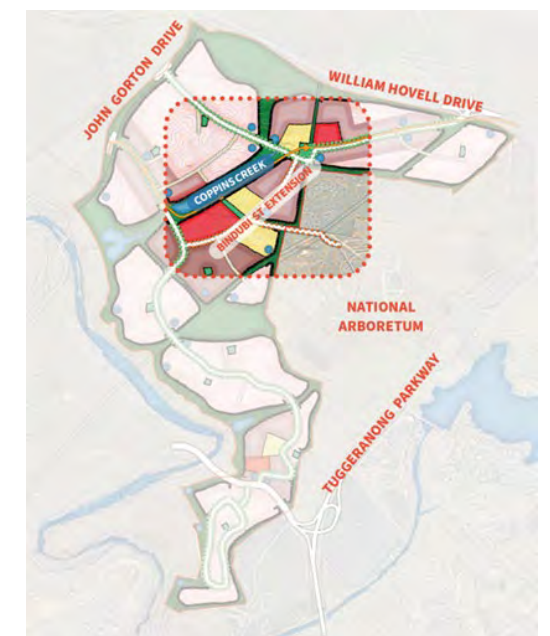 JOHN GORTON DRIVE
WILLIAM HOVELL DRIVE
COPPINS CREEK
BINDUBI ST EXTENSION
NATIONAL
ARBORETUM
TUGGERANONG PARKWAY